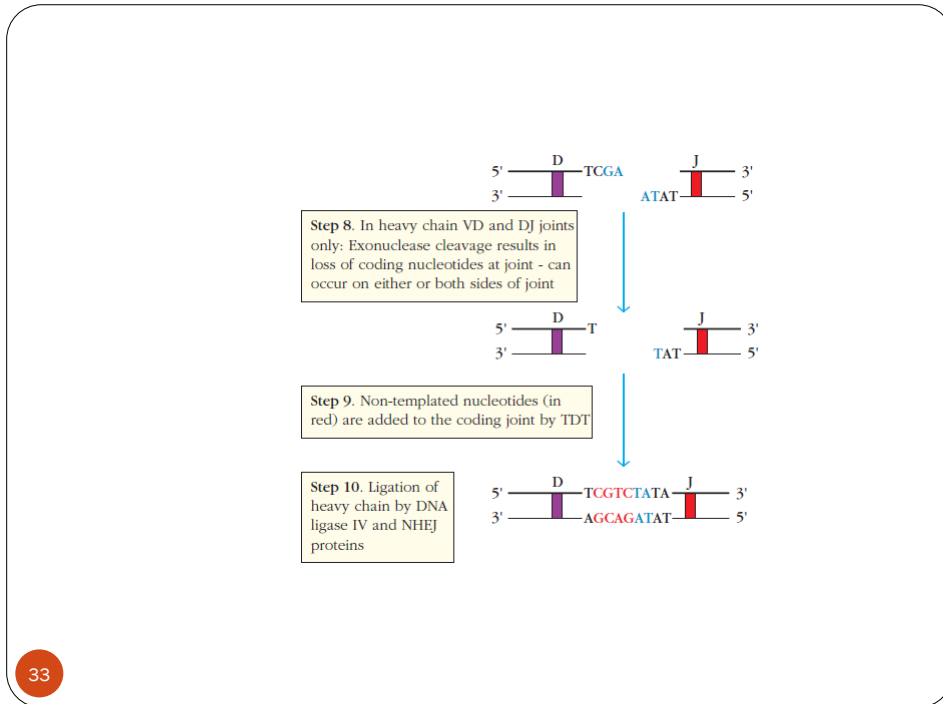 D J
5' TCGA 3'
3' ATAT 5'
Step 8. In heavy chain VD and DJ joints
only: Exonuclease cleavage results in
loss of coding nucleotides at joint - can
occur on either or both sides of joint
D J
5' T 3'
3' TAT 5'
Step 9. Non-templated nucleotides (in
red) are added to the coding joint by TDT
Step 10. Ligation of
heavy chain by DNA
ligase IV and NHEJ
proteins
D J
5' TCGTCTATA 3'
3' AGCAGATAT 5'
33